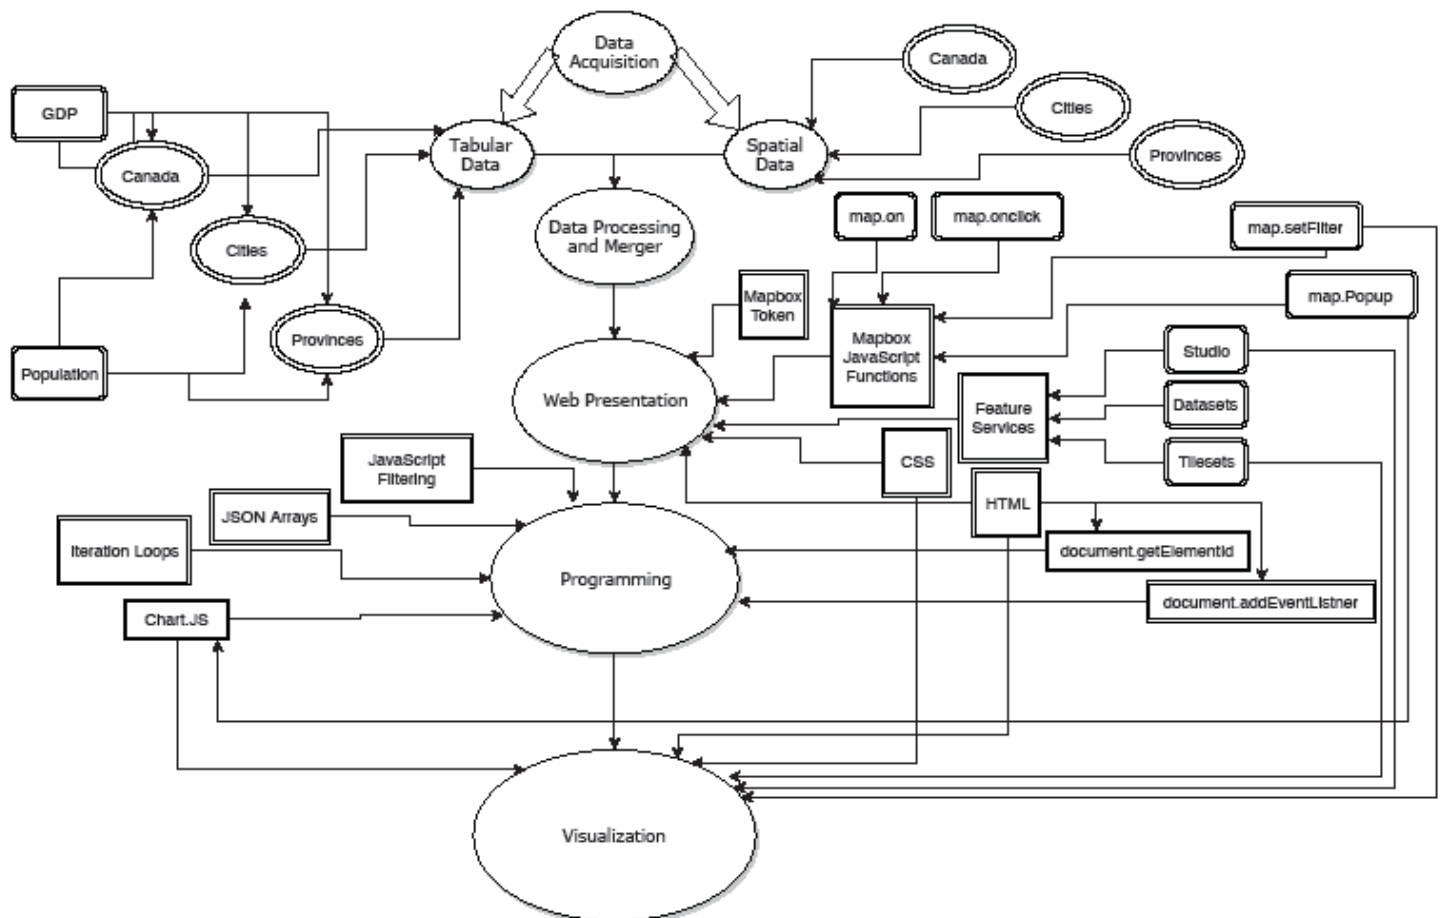 Data
Acquisition
Canada
Cities
GDP
Tabular
Data
Spatial
Data
Provinces
Canada
map.on
map.onclick
map.setFilter
Data Processing
and Merger
Cities
Mapbox
Token
map.Popup
Provinces
Mapbox
JavaScript
Functions
Studio
Population
Web Presentation
Feature
Services
Datasets
JavaScript
Filtering
CSS
Tilesets
JSON Arrays
HTML
Iteration Loops
document.getElementId
Programming
document.addEventListner
Chart.JS
Visualization